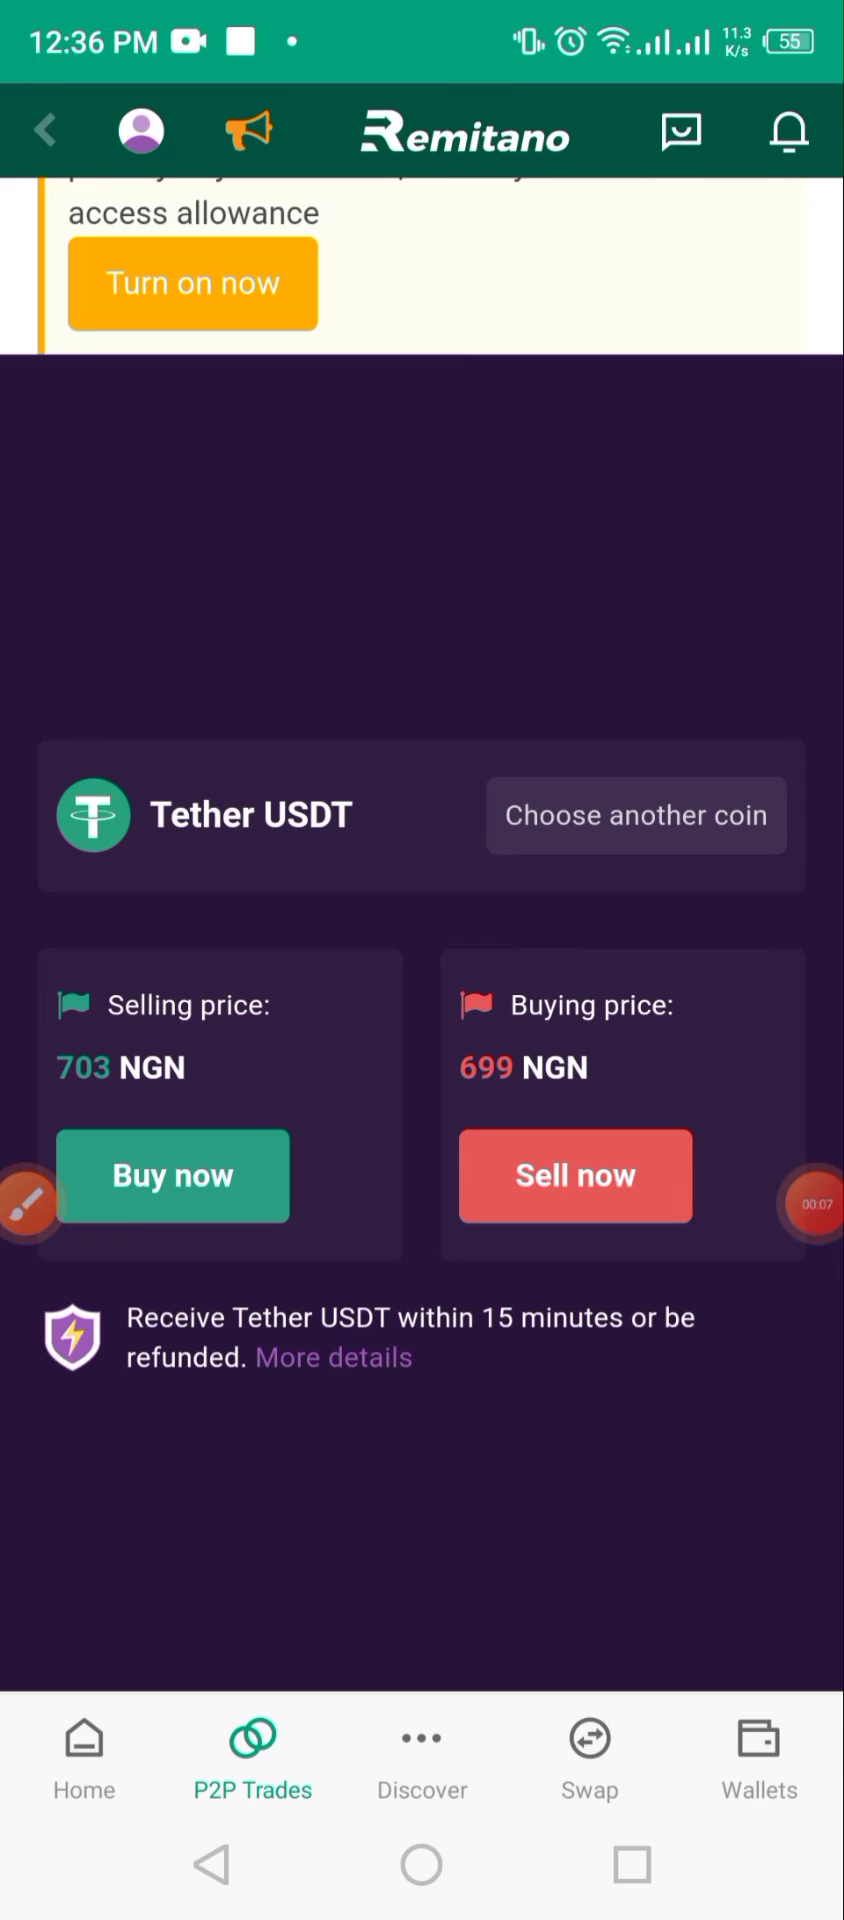 12:36 PM 11.3 K/s 55
Remitano
access allowance
Turn on now
Tether USDT
Choose another coin
Selling price:
703 NGN
Buy now
Buying price:
699 NGN
Sell now
00:07
Receive Tether USDT within 15 minutes or be
refunded. More details
Home
P2P Trades
Discover
Swap
Wallets